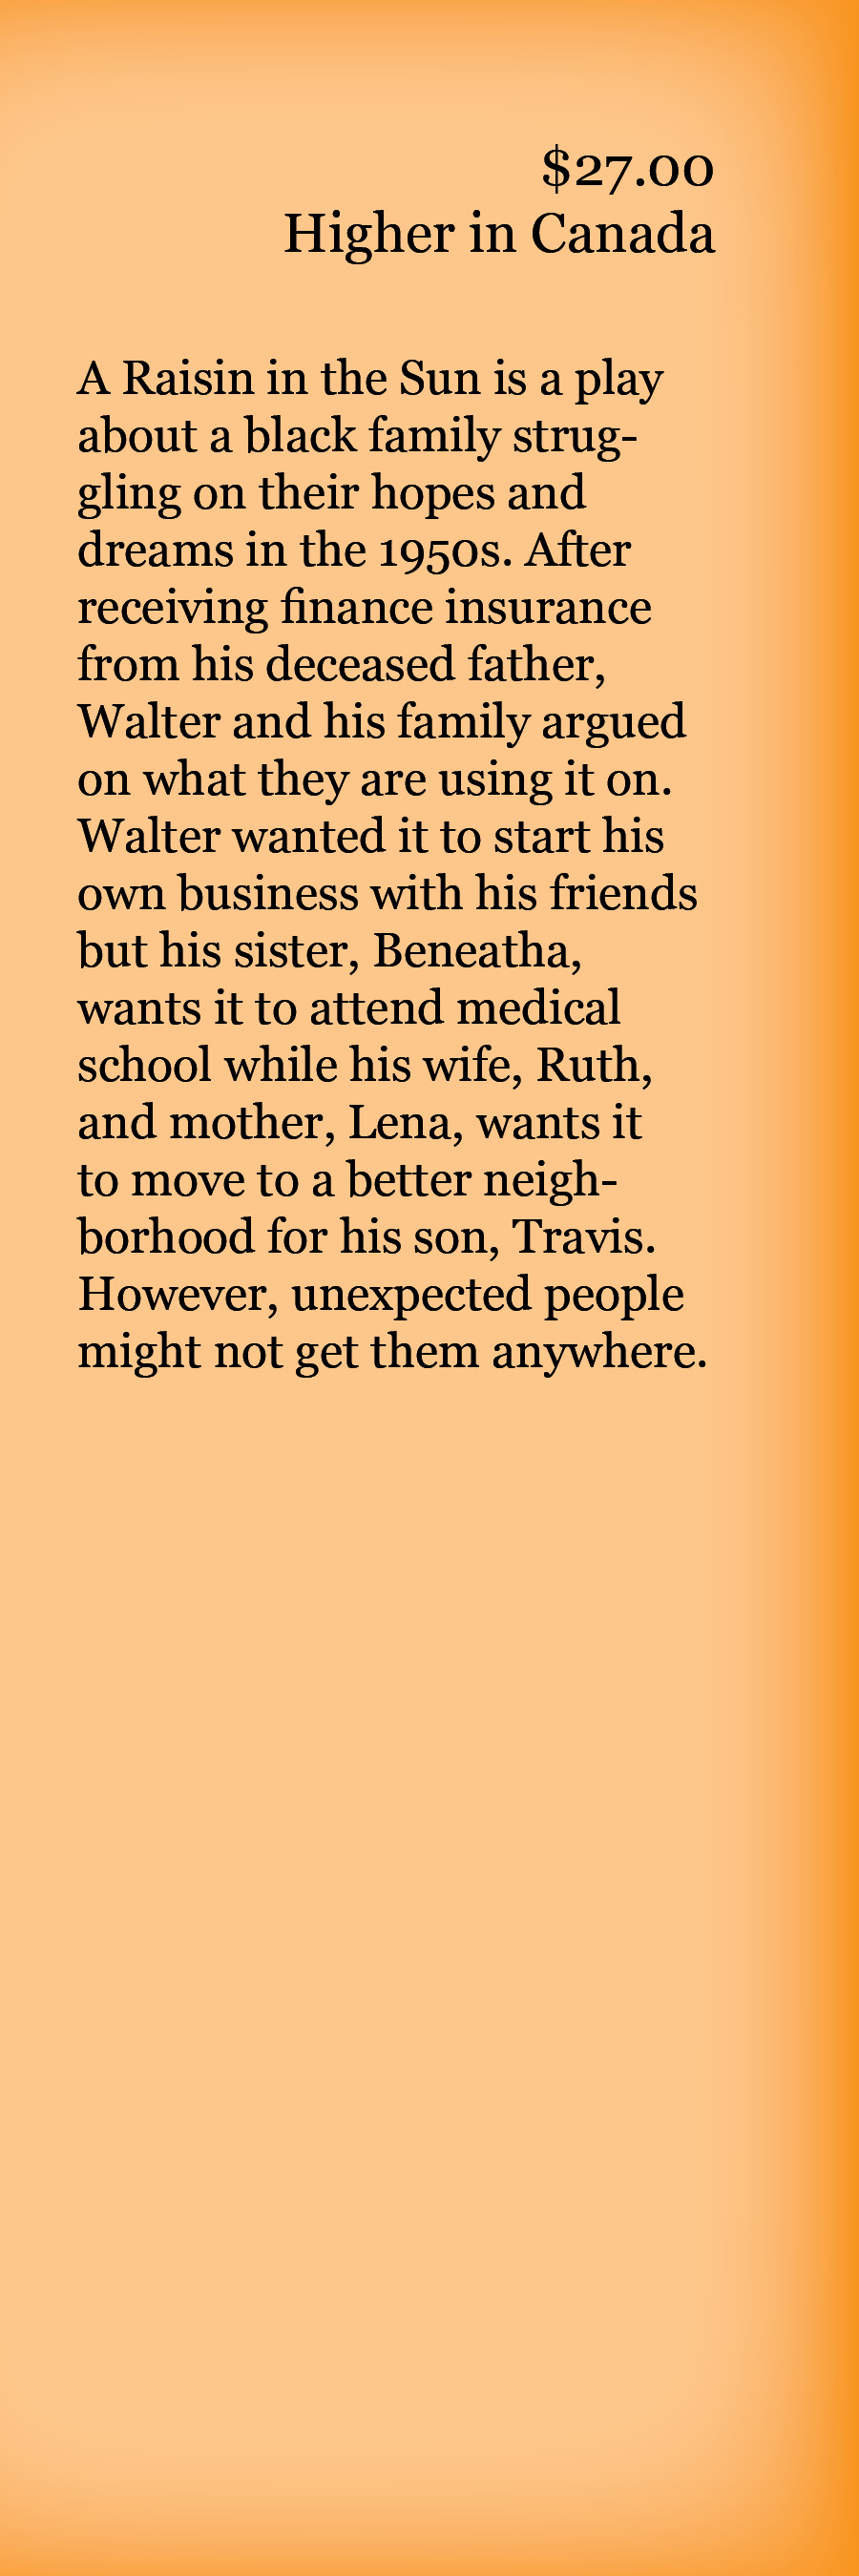 $27.00
Higher in Canada
A Raisin in the Sun is a play
about a black family strug-
gling on their hopes and
dreams in the 1950s. After
receiving finance insurance
from his deceased father,
Walter and his family argued
on what they are using it on.
Walter wanted it to start his
own business with his friends
but his sister, Beneatha,
wants it to attend medical
school while his wife, Ruth,
and mother, Lena, wants it
to move to a better neigh-
borhood for his son, Travis.
However, unexpected people
might not get them anywhere.